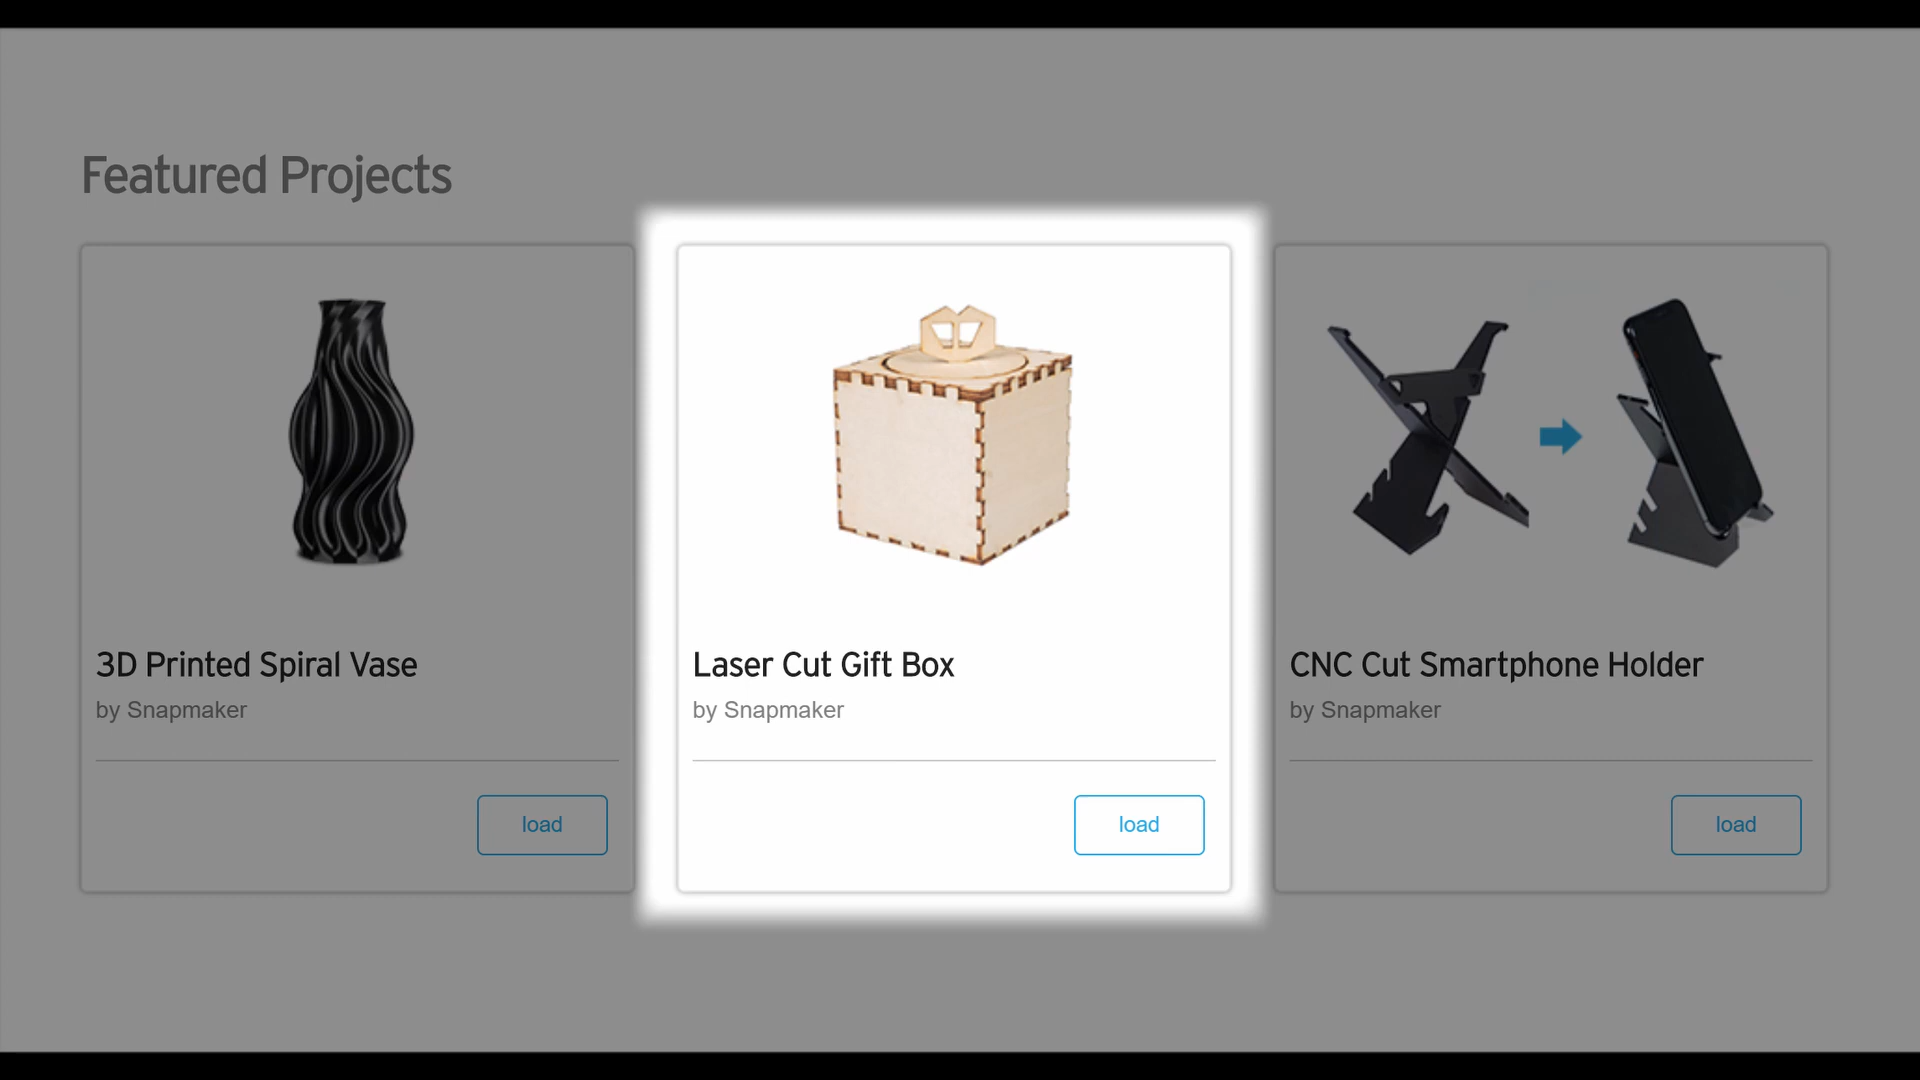 Featured Projects
3D Printed Spiral Vase
by Snapmaker
load
Laser Cut Gift Box
by Snapmaker
load
CNC Cut Smartphone Holder
by Snapmaker
load